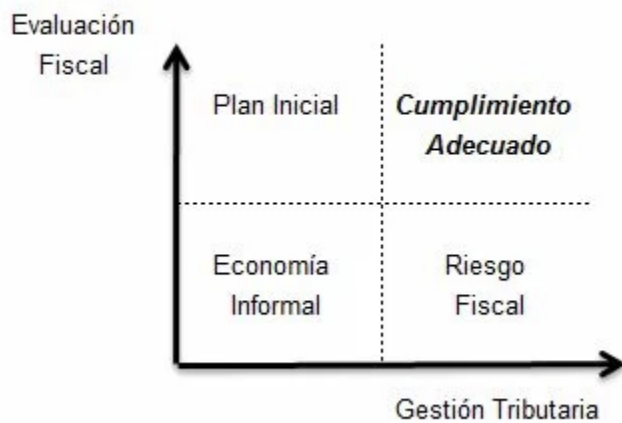 Evaluación
Fiscal
Plan Inicial
Cumplimiento
Adecuado
Economía
Informal
Riesgo
Fiscal
Gestión Tributaria